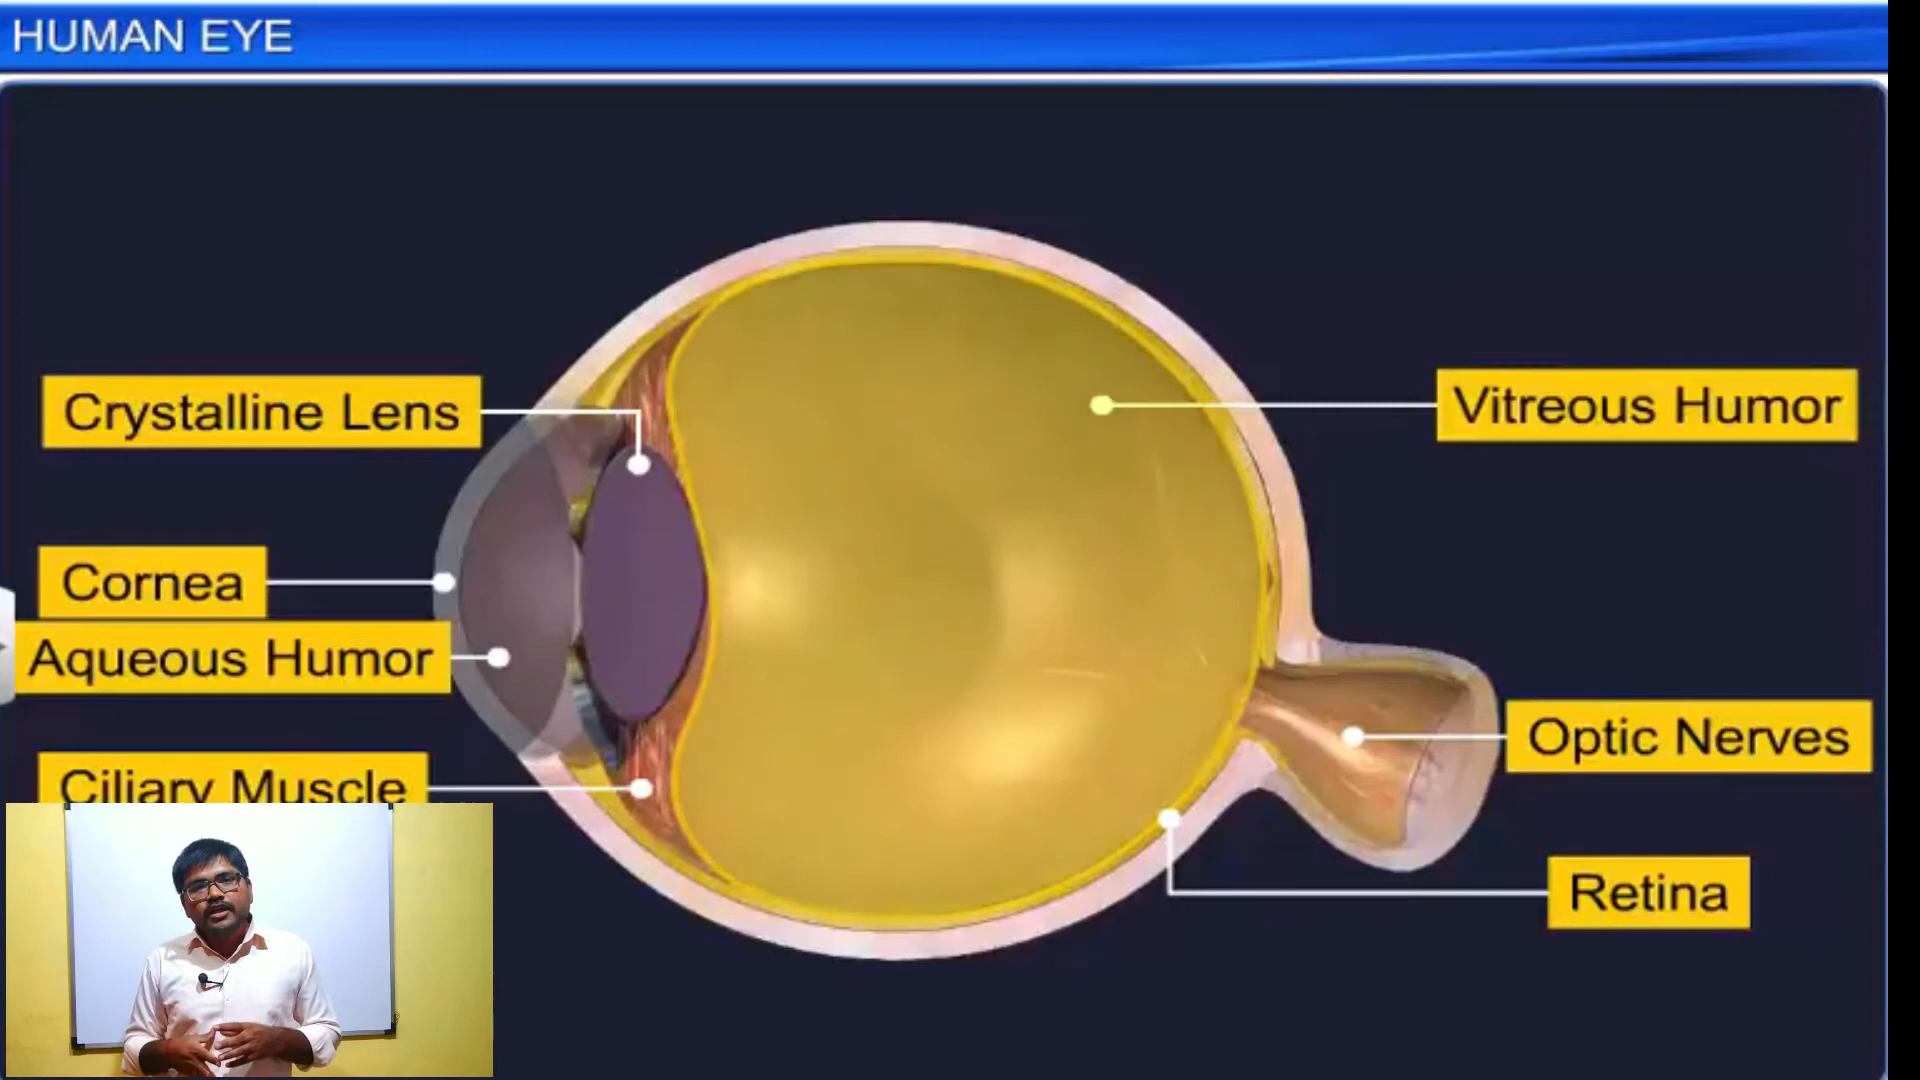 HUMAN EYE
Crystalline Lens
Vitreous Humor
Cornea
Aqueous Humor
Optic Nerves
Ciliary Muscle
Retina